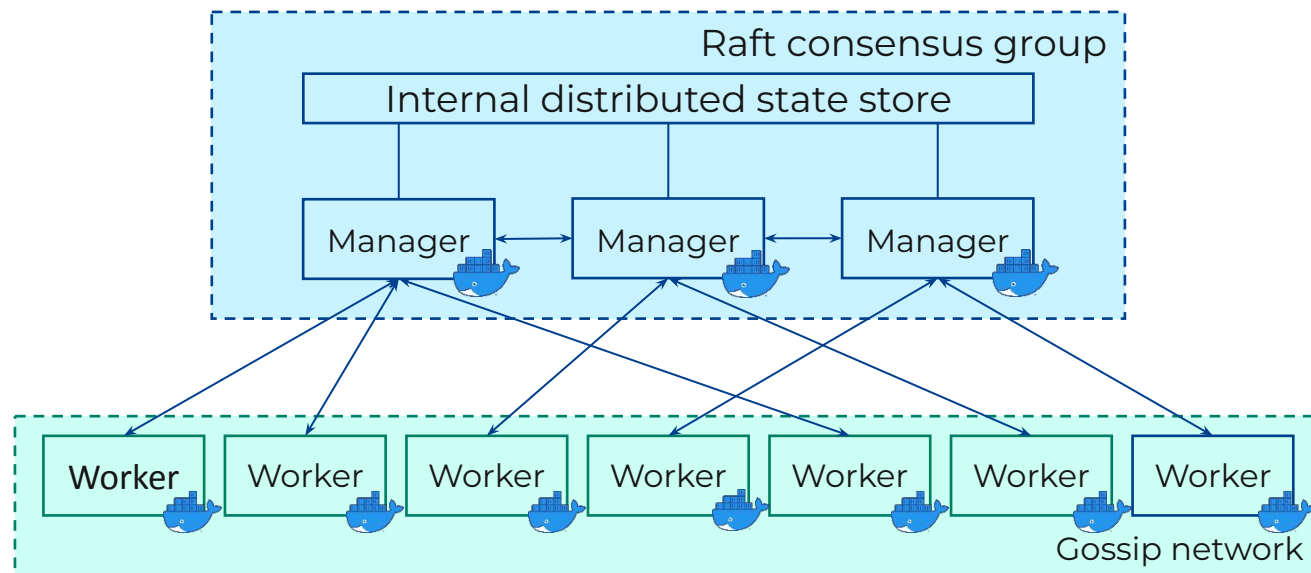 Raft consensus group
Internal distributed state store
Manager
Manager
Manager
Worker
Worker
Worker
Worker
Worker
Worker
Worker
Gossip network